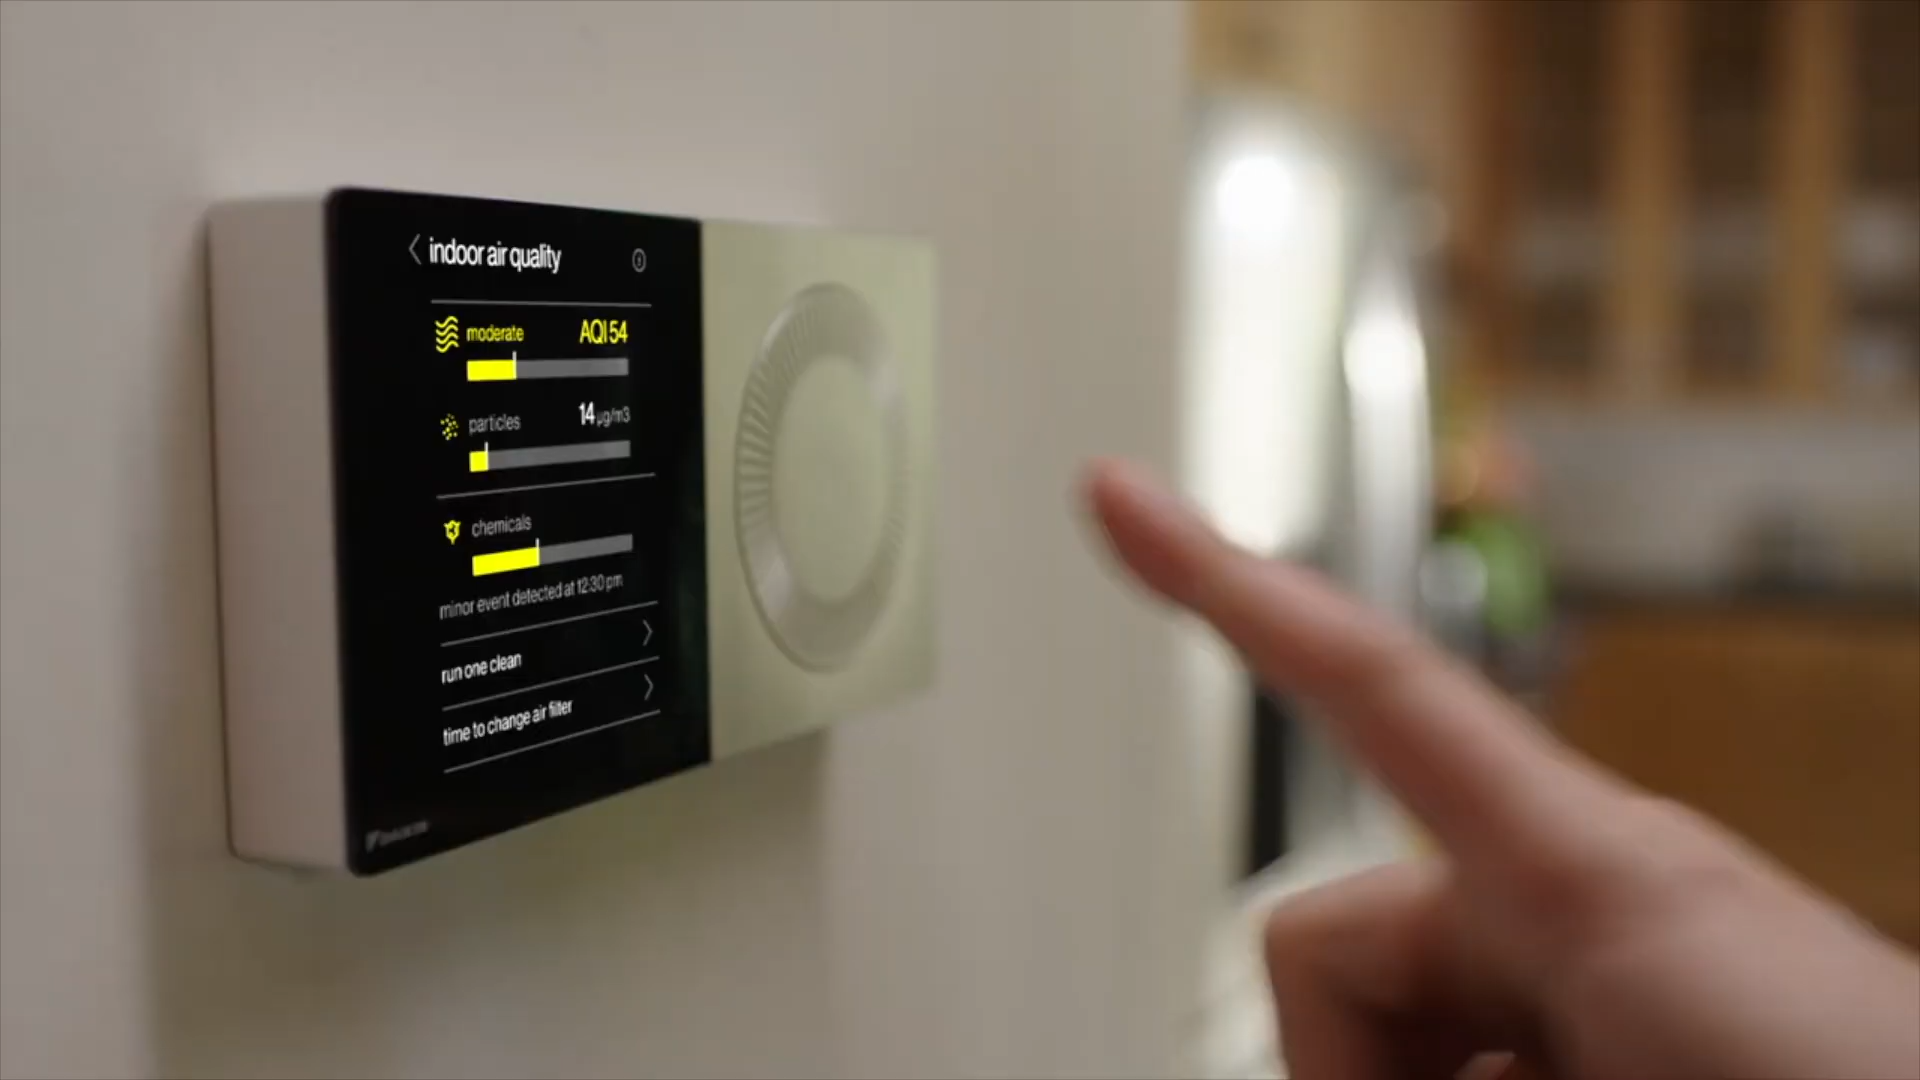 indoor air quality
moderate AQI 54
particles 14 µg/m3
chemicals
minor event detected at 12:30 pm
run one clean
time to change air filter